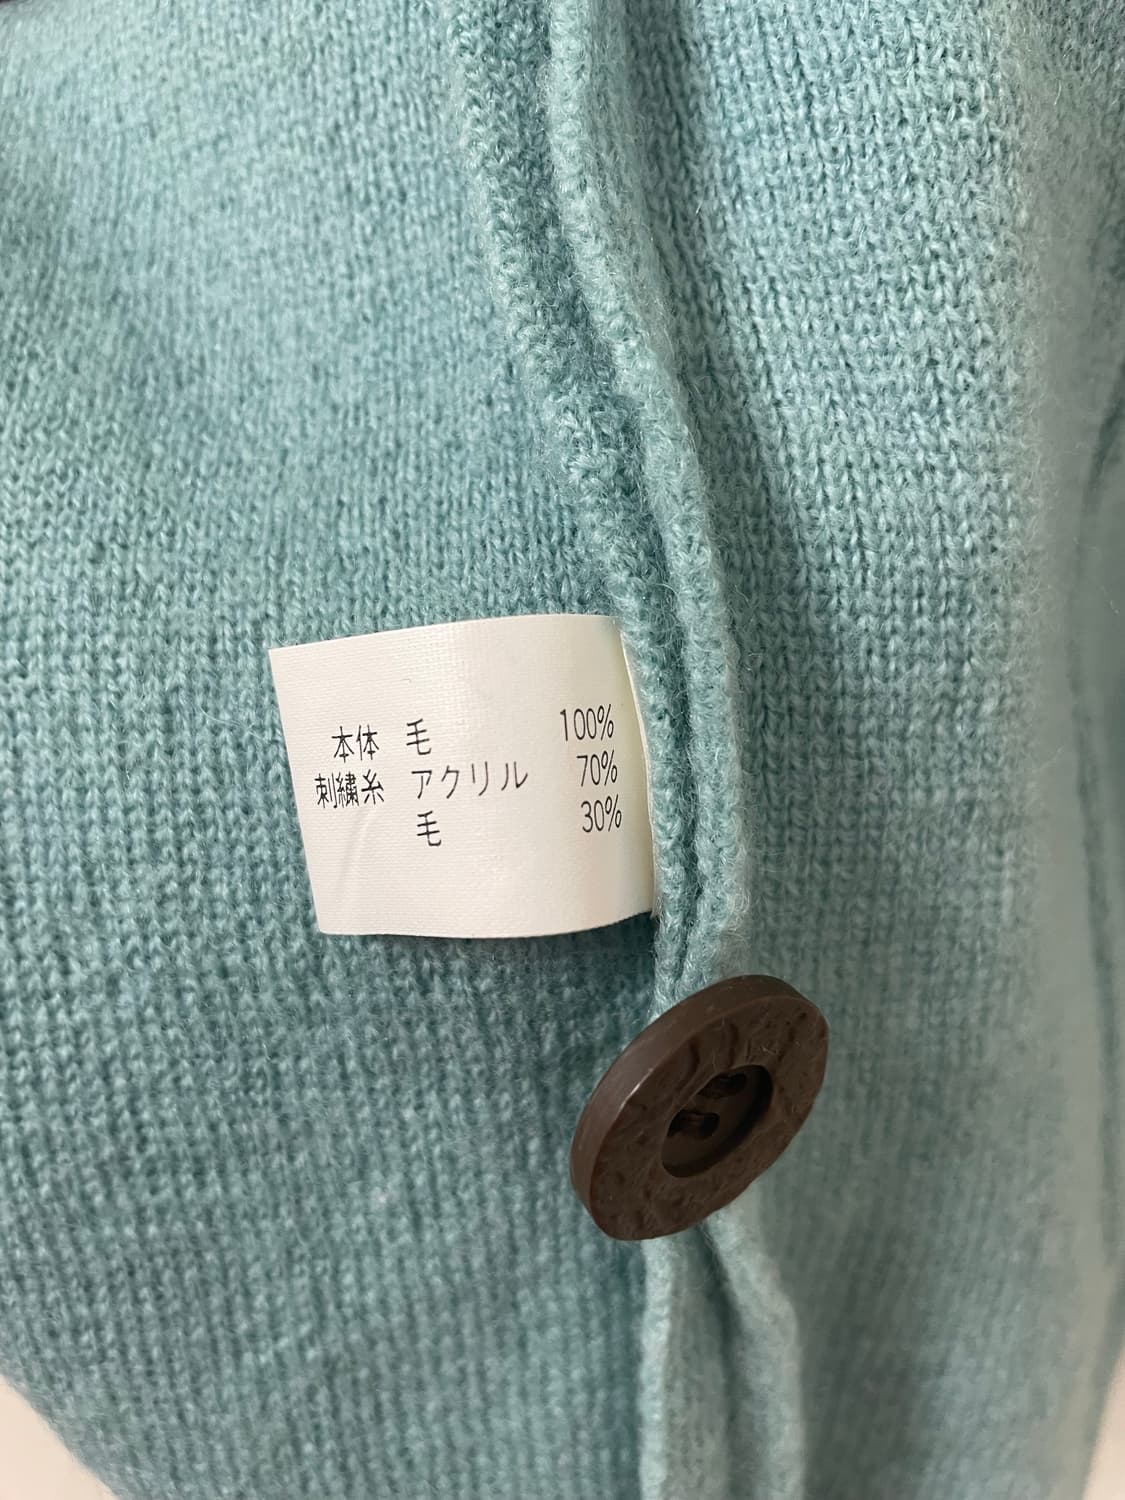 本体 毛 100%
刺繍糸 アクリル 70%
毛 30%